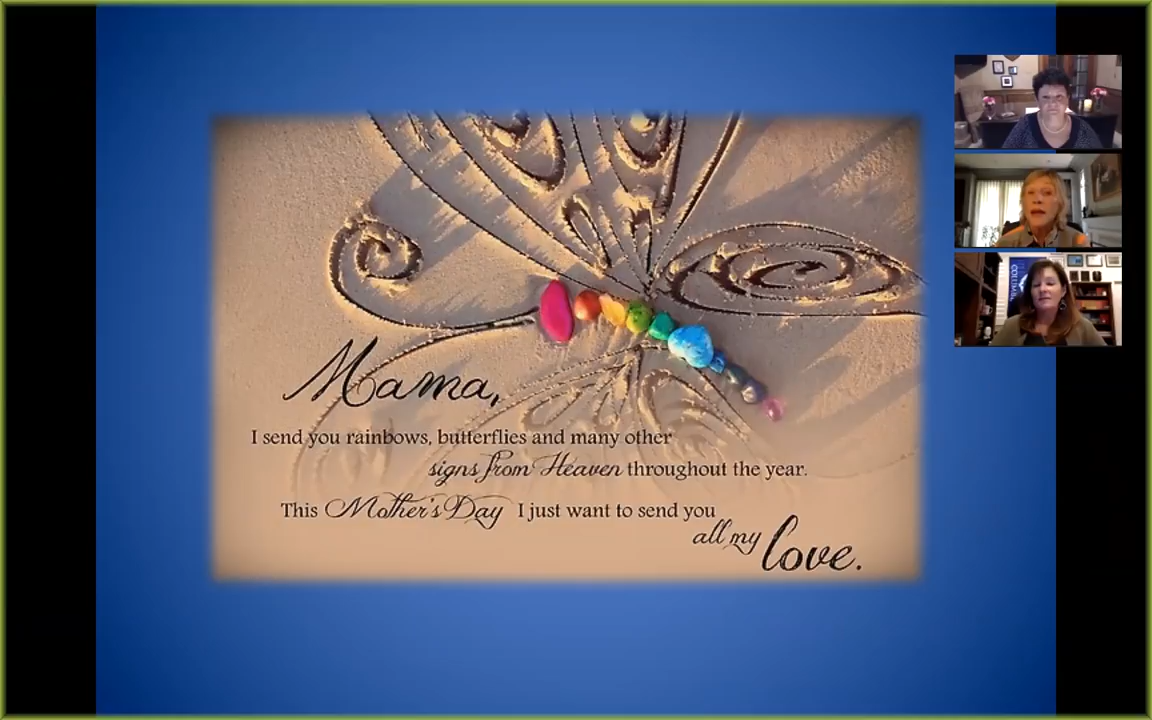 Mama,
I send you rainbows, butterflies and many other
signs from Heaven throughout the year.
This Mother's Day I just want to send you
all my love.